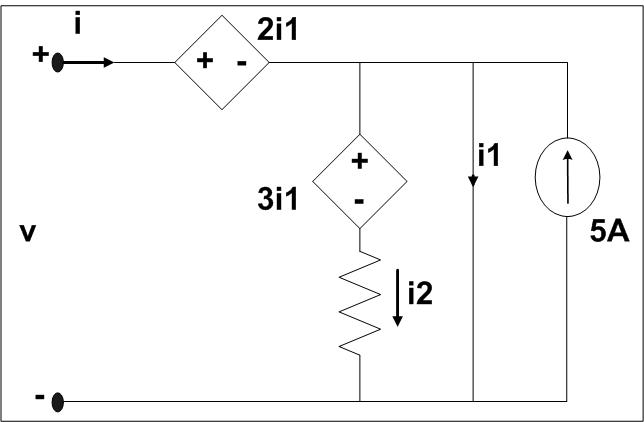 i
2i1
+
+ -
+
-
3i1
i1
v
5A
i2
-